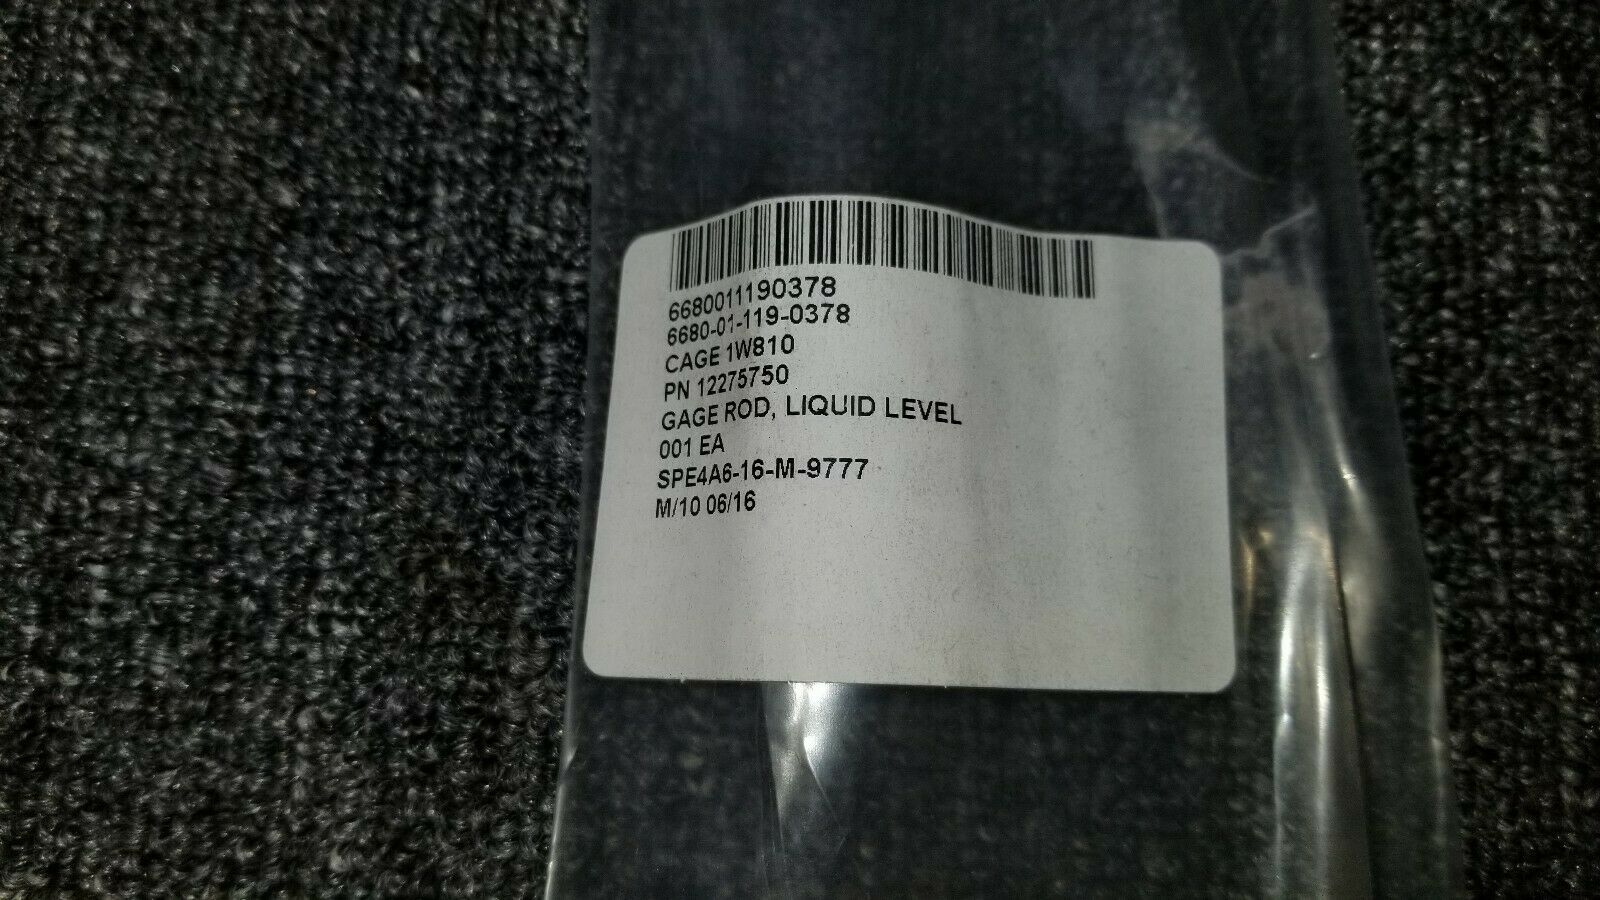 6680011190378
6680-01-119-0378
CAGE 1W810
PN 12275750
GAGE ROD, LIQUID LEVEL
001 EA
SPE4A6-16-M-9777
M/10 06/16